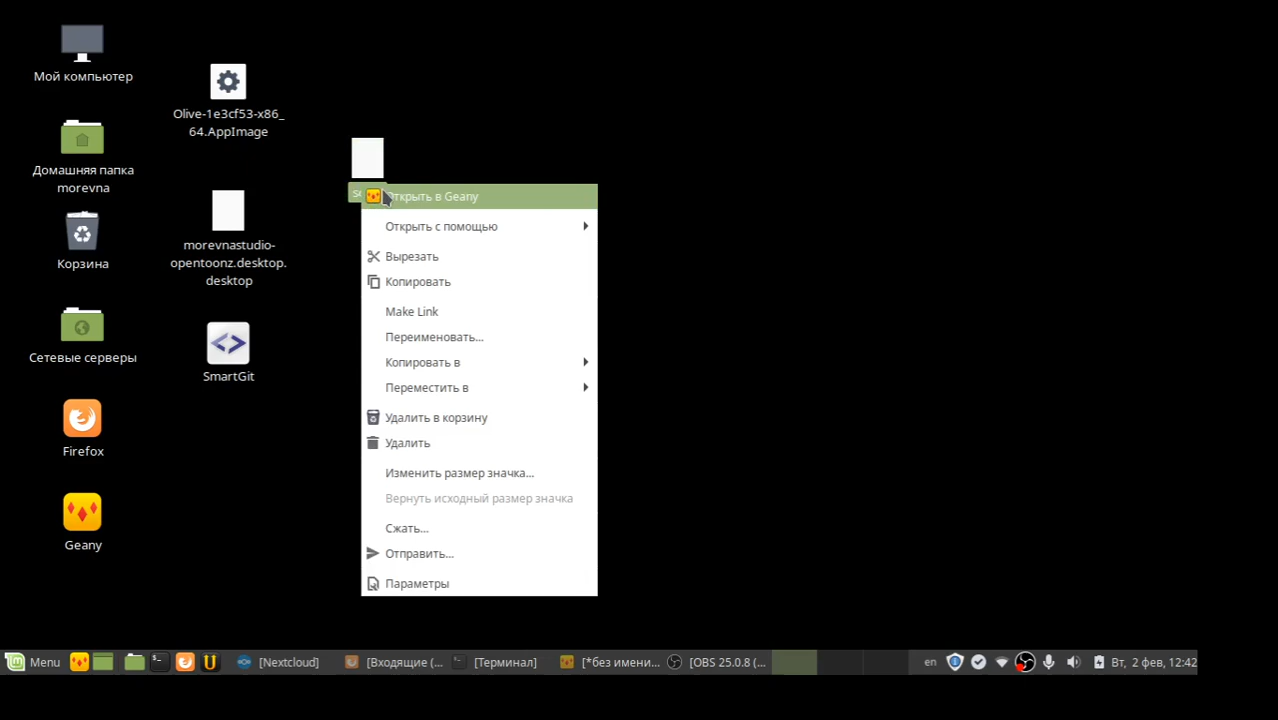 Мой компьютер
Домашняя папка
morevna
Корзина
Сетевые серверы
Firefox
Geany
Olive-1e3cf53-x86_
64.AppImage
morevnastudio-
opentoonz.desktop.
desktop
SmartGit
Открыть в Geany
Открыть с помощью
Вырезать
Копировать
Make Link
Переименовать...
Копировать в
Переместить в
Удалить в корзину
Удалить
Изменить размер значка...
Вернуть исходный размер значка
Сжать...
Отправить...
Параметры
Menu
[Nextcloud]
[Входящие (...
[Терминал]
[*без имени...
[OBS 25.0.8 (...
en
Вт, 2 фев, 12:42